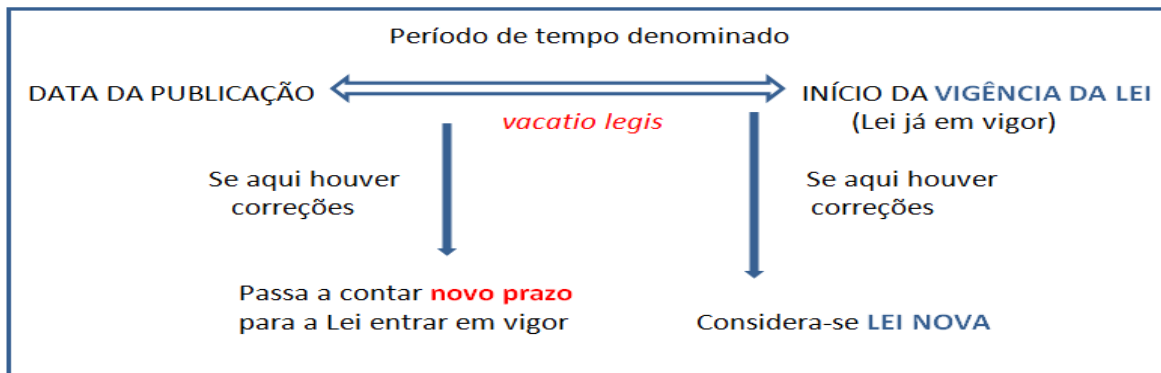 Período de tempo denominado
DATA DA PUBLICAÇÃO
INÍCIO DA VIGÊNCIA DA LEI
(Lei já em vigor)
vacatio legis
Se aqui houver
correções
Se aqui houver
correções
Passa a contar novo prazo
para a Lei entrar em vigor
Considera-se LEI NOVA